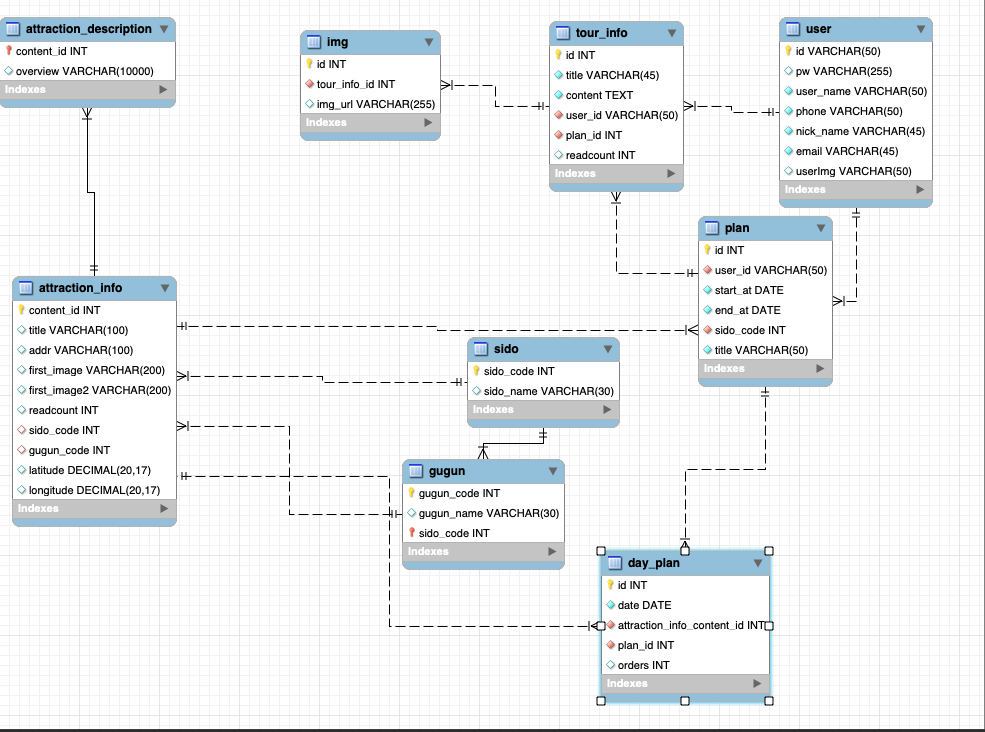 attraction_description
content_id INT
overview VARCHAR(10000)
Indexes
img
id INT
tour_info_id INT
img_url VARCHAR(255)
Indexes
tour_info
id INT
title VARCHAR(45)
content TEXT
user_id VARCHAR(50)
plan_id INT
readcount INT
Indexes
user
id VARCHAR(50)
pw VARCHAR(255)
user_name VARCHAR(50)
phone VARCHAR(50)
nick_name VARCHAR(45)
email VARCHAR(45)
userImg VARCHAR(50)
Indexes
plan
id INT
user_id VARCHAR(50)
start_at DATE
end_at DATE
sido_code INT
title VARCHAR(50)
Indexes
attraction_info
content_id INT
title VARCHAR(100)
addr VARCHAR(100)
first_image VARCHAR(200)
first_image2 VARCHAR(200)
readcount INT
sido_code INT
gugun_code INT
latitude DECIMAL(20,17)
longitude DECIMAL(20,17)
Indexes
sido
sido_code INT
sido_name VARCHAR(30)
Indexes
gugun
gugun_code INT
gugun_name VARCHAR(30)
sido_code INT
Indexes
day_plan
id INT
date DATE
attraction_info_content_id INT
plan_id INT
orders INT
Indexes